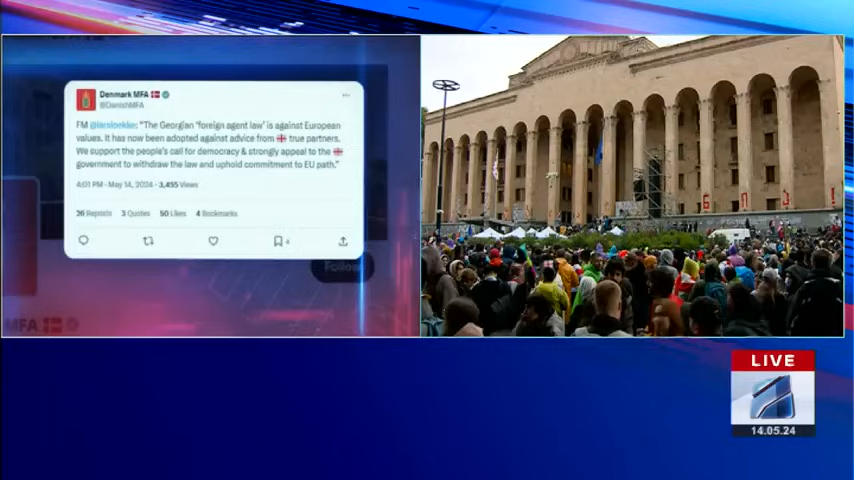 Denmark MFA
@DanishMFA
FM @larsloekke: "The Georgian 'foreign agent law' is against European
values. It has now been adopted against advice from 🇬🇪 true partners.
We support the people's call for democracy & strongly appeal to the 🇬🇪
government to withdraw the law and uphold commitment to EU path."
4:01 PM · May 14, 2024 · 3,455 Views
26 Reposts 3 Quotes 50 Likes 4 Bookmarks
4
Follow
MFA
LIVE
14.05.24